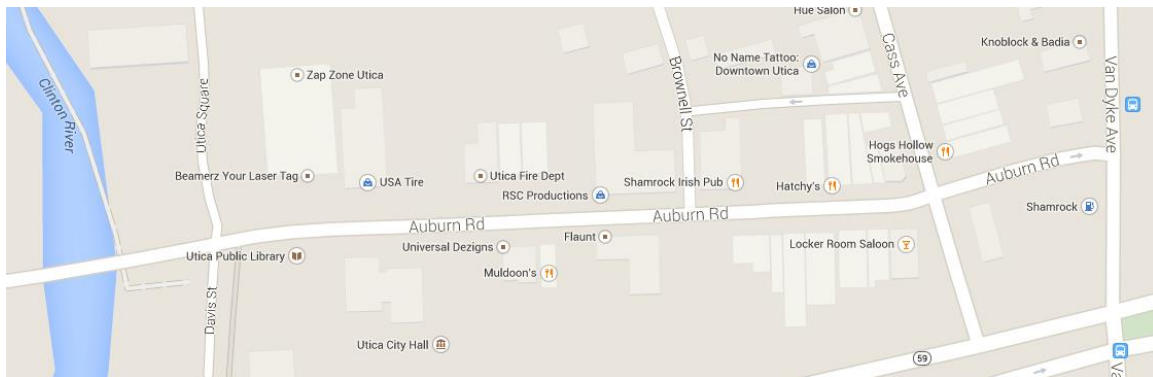 Hue Salon
Knoblock & Badia
No Name Tattoo:
Downtown Utica
Cass Ave
Van Dyke Ave
Zap Zone Utica
Clinton River
Utica Square
Brownell St
Hogs Hollow
Smokehouse
Auburn Rd
Beamerz Your Laser Tag
USA Tire
Utica Fire Dept
RSC Productions
Shamrock Irish Pub
Hatchy's
Shamrock
Auburn Rd
Auburn Rd
Utica Public Library
Universal Dezigns
Flaunt
Locker Room Saloon
Muldoon's
Davis St
Utica City Hall
59
Va